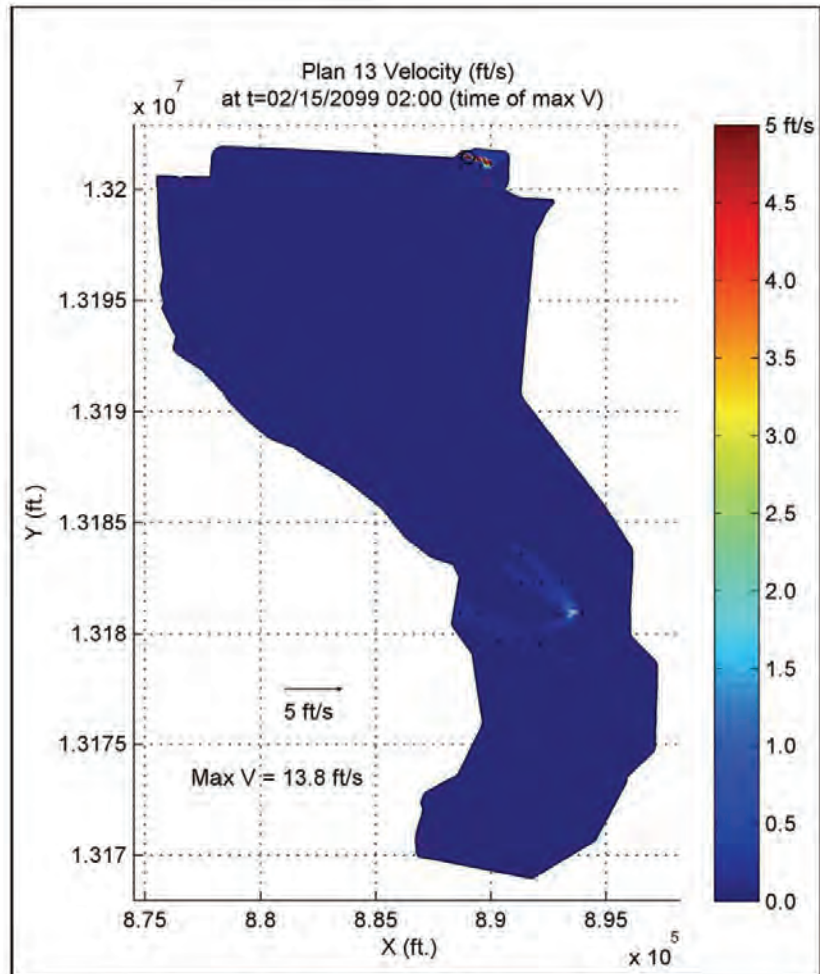 Plan 13 Velocity (ft/s)
at t=02/15/2099 02:00 (time of max V)
x 10^7
1.32
1.3195
1.319
1.3185
1.318
1.3175
1.317
Y (ft.)
5 ft/s
Max V = 13.8 ft/s
8.75
8.8
8.85
8.9
8.95
X (ft.)
x 10^5
5 ft/s
4.5
4.0
3.5
3.0
2.5
2.0
1.5
1.0
0.5
0.0